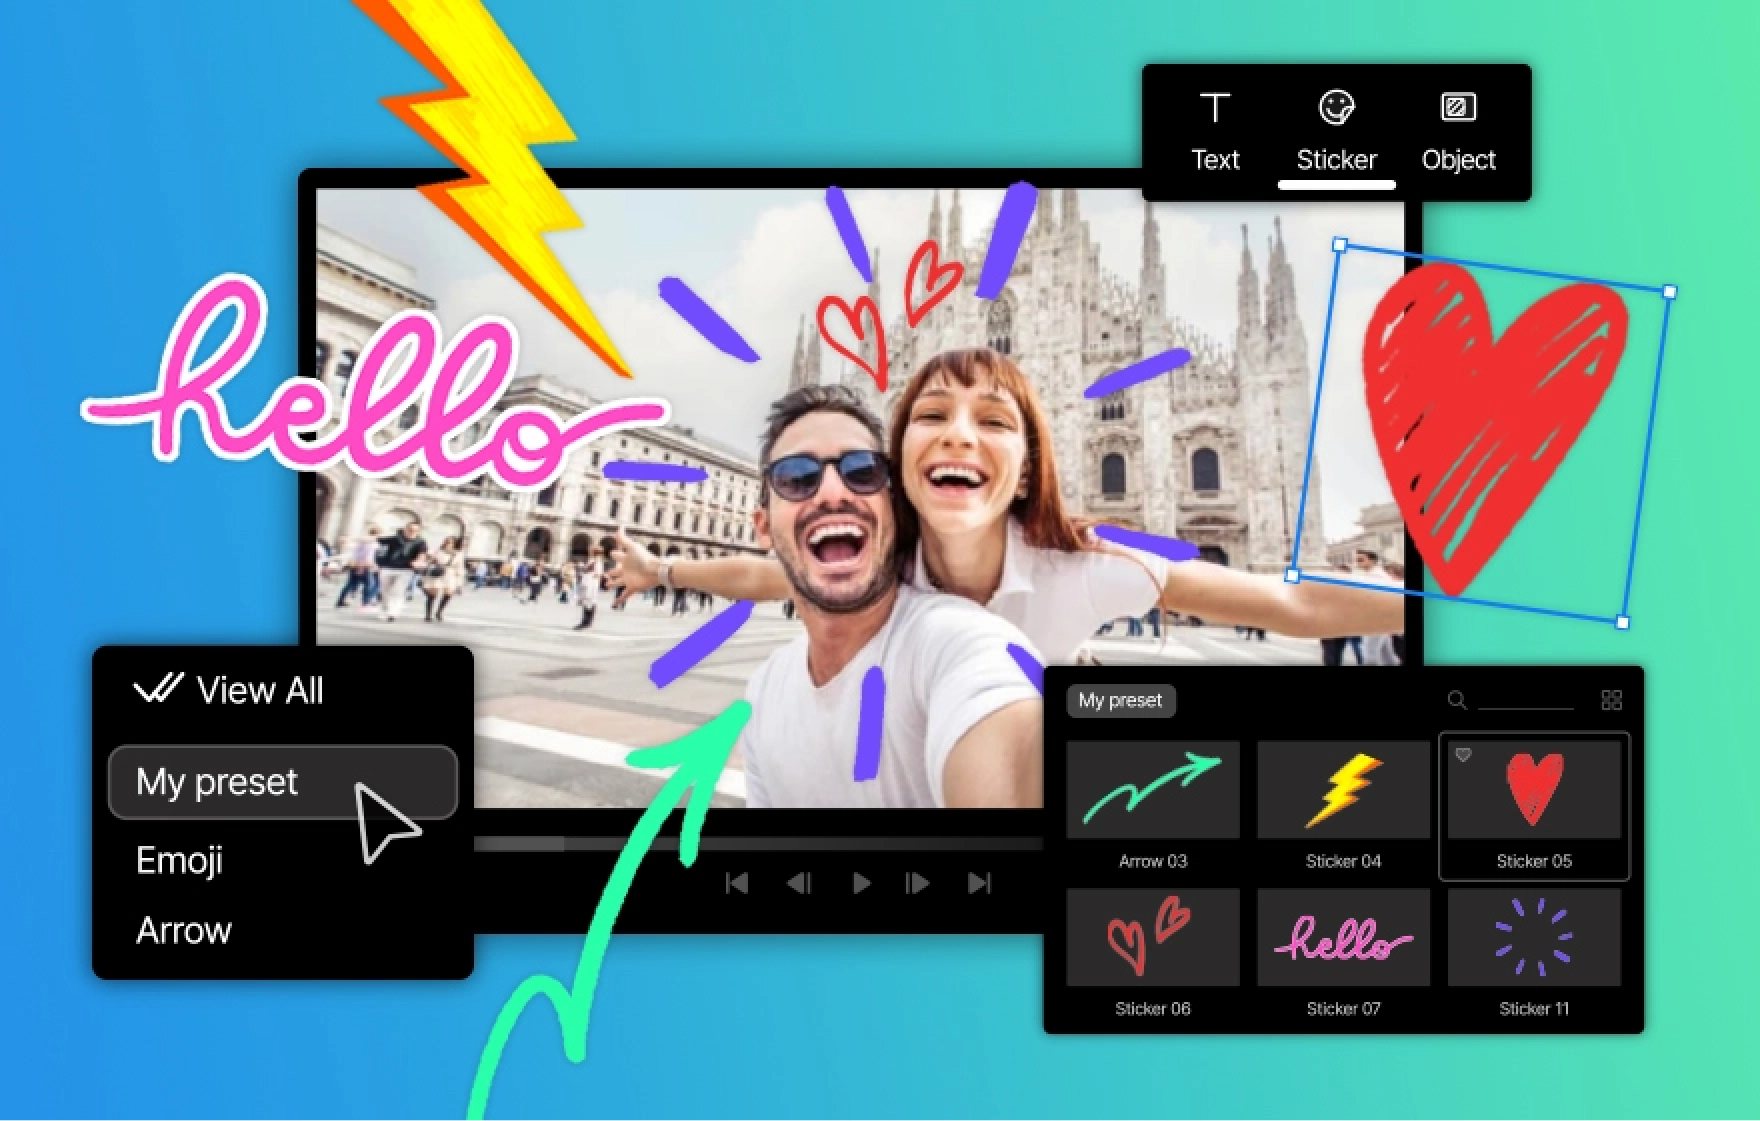 Text
Sticker
Object
hello
View All
My preset
Emoji
Arrow
My preset
Arrow 03
Sticker 04
Sticker 05
hello
Sticker 06
Sticker 07
Sticker 11